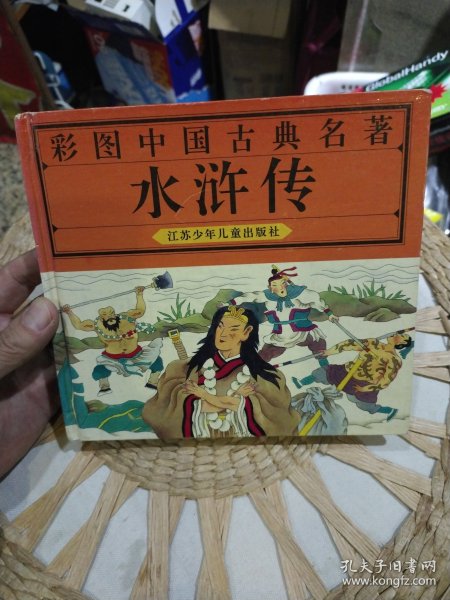 GlobalHandy
彩图中国古典名著
水浒传
江苏少年儿童出版社
孔夫子旧书网
www.kongfz.com